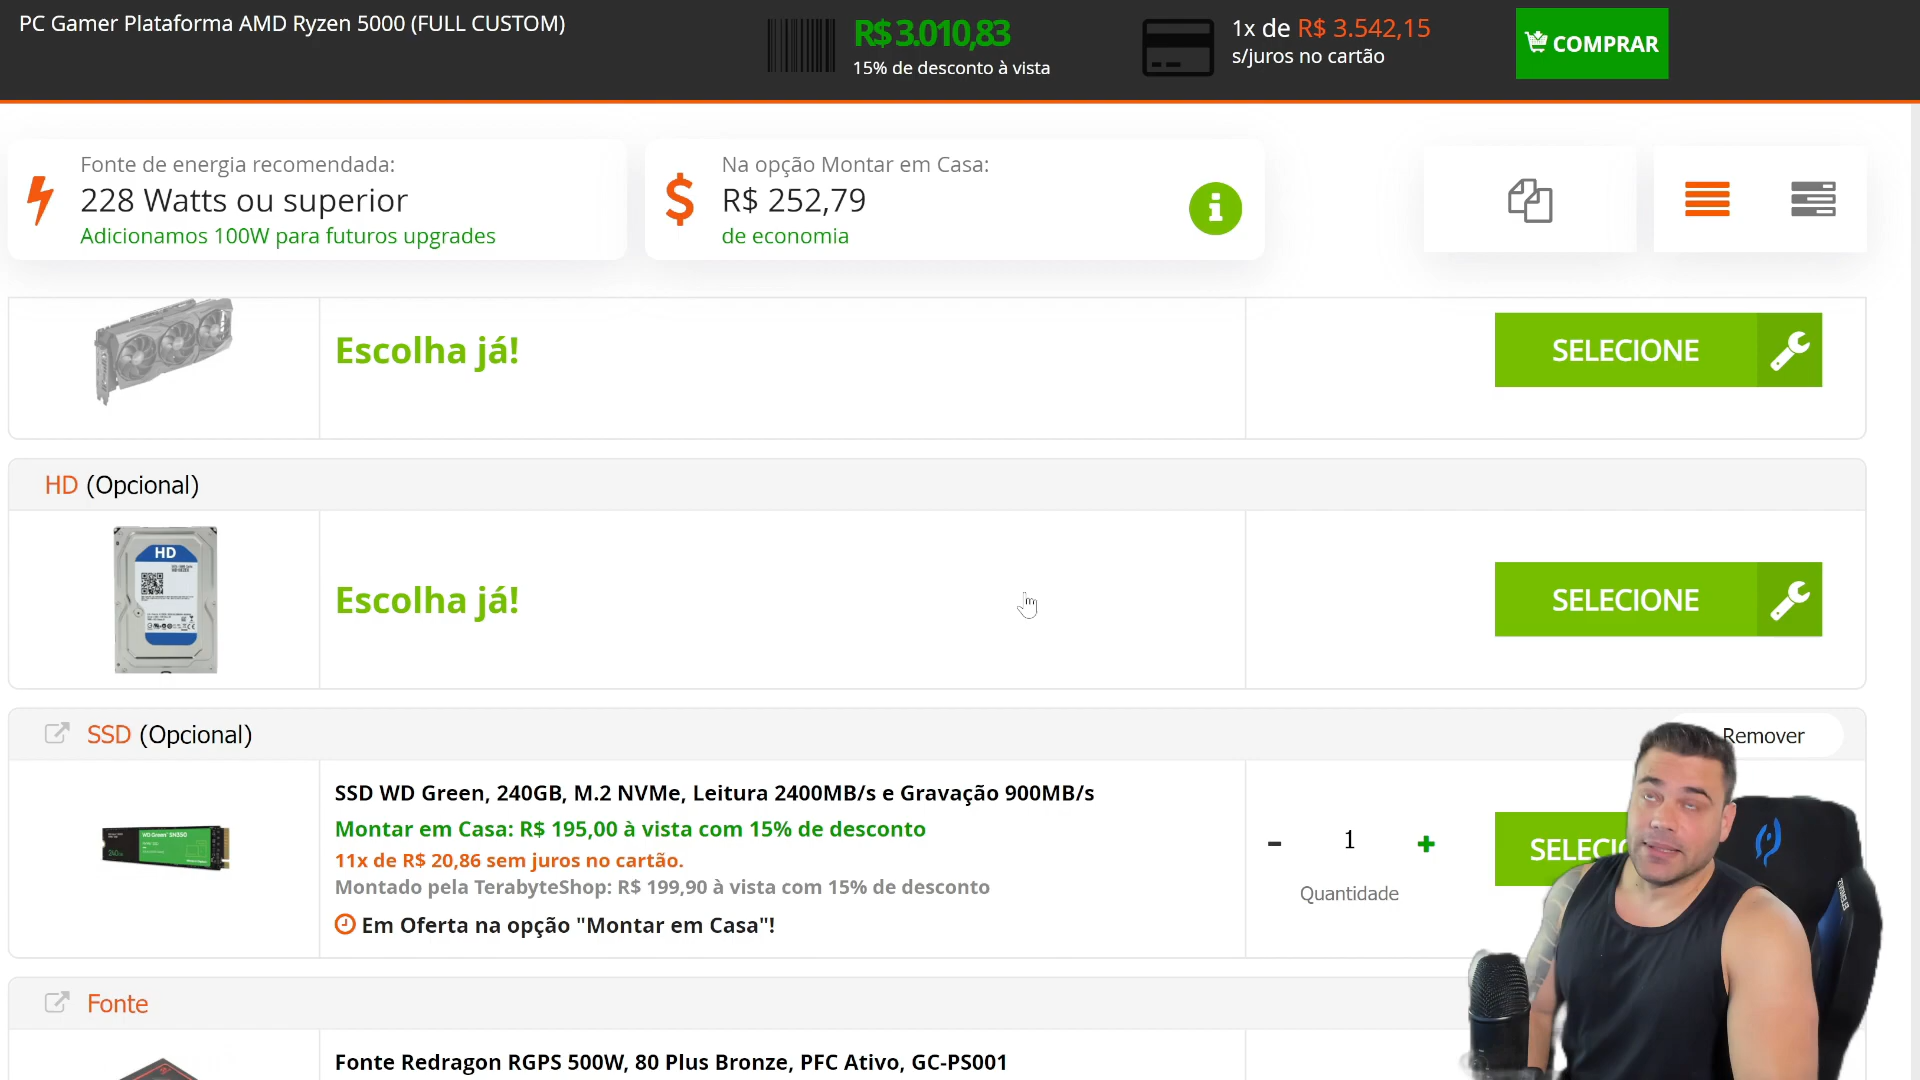 PC Gamer Plataforma AMD Ryzen 5000 (FULL CUSTOM)
R$ 3.010,83
15% de desconto à vista
1x de R$ 3.542,15
s/juros no cartão
COMPRAR
Fonte de energia recomendada:
228 Watts ou superior
Adicionamos 100W para futuros upgrades
Na opção Montar em Casa:
R$ 252,79
de economia
Escolha já!
SELECIONE
HD (Opcional)
HD
Escolha já!
SELECIONE
SSD (Opcional)
Remover
SSD WD Green, 240GB, M.2 NVMe, Leitura 2400MB/s e Gravação 900MB/s
Montar em Casa: R$ 195,00 à vista com 15% de desconto
11x de R$ 20,86 sem juros no cartão.
Montado pela TerabyteShop: R$ 199,90 à vista com 15% de desconto
Em Oferta na opção "Montar em Casa"!
WD Green SN350
240GB
- 1 +
Quantidade
SELECI
Fonte
Fonte Redragon RGPS 500W, 80 Plus Bronze, PFC Ativo, GC-PS001